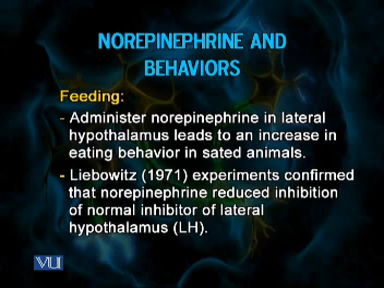 NOREPINEPHRINE AND
BEHAVIORS
Feeding:
- Administer norepinephrine in lateral
hypothalamus leads to an increase in
eating behavior in sated animals.
- Liebowitz (1971) experiments confirmed
that norepinephrine reduced inhibition
of normal inhibitor of lateral
hypothalamus (LH).
VU